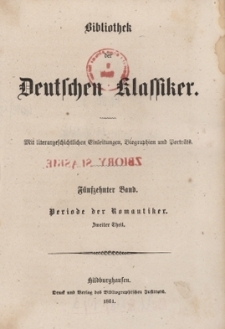 Bibliothek
der
Deutschen Klassiker.
Mit literargeschichtlichen Einleitungen, Biographien und Porträts.
ZBIORY ŚLĄSKIE
Fünfzehnter Band.
Periode der Romantiker.
Zweiter Theil.
Hildburghausen.
Druck und Verlag des Bibliographischen Instituts.
1864.